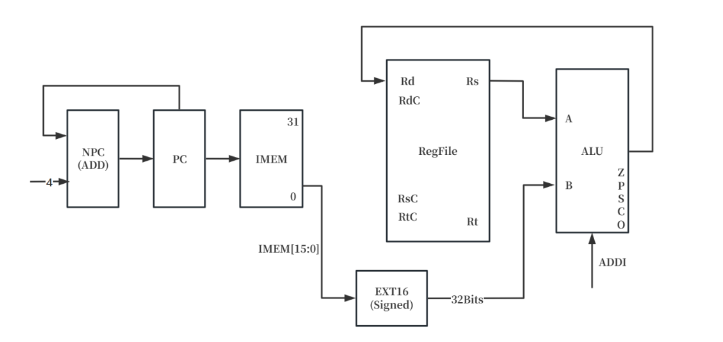 NPC
(ADD)
4
PC
31
IMEM
0
IMEM[15:0]
EXT16
(Signed)
32Bits
Rd
Rs
RdC
RegFile
RsC
RtC
Rt
A
ALU
B
Z
P
S
C
O
ADDI